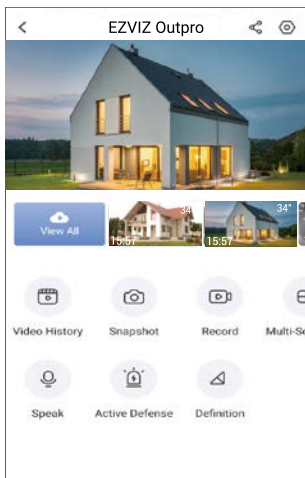 EZVIZ Outpro
View All
34"
15:57
34"
15:57
Video History
Snapshot
Record
Multi-Se
Speak
Active Defense
Definition